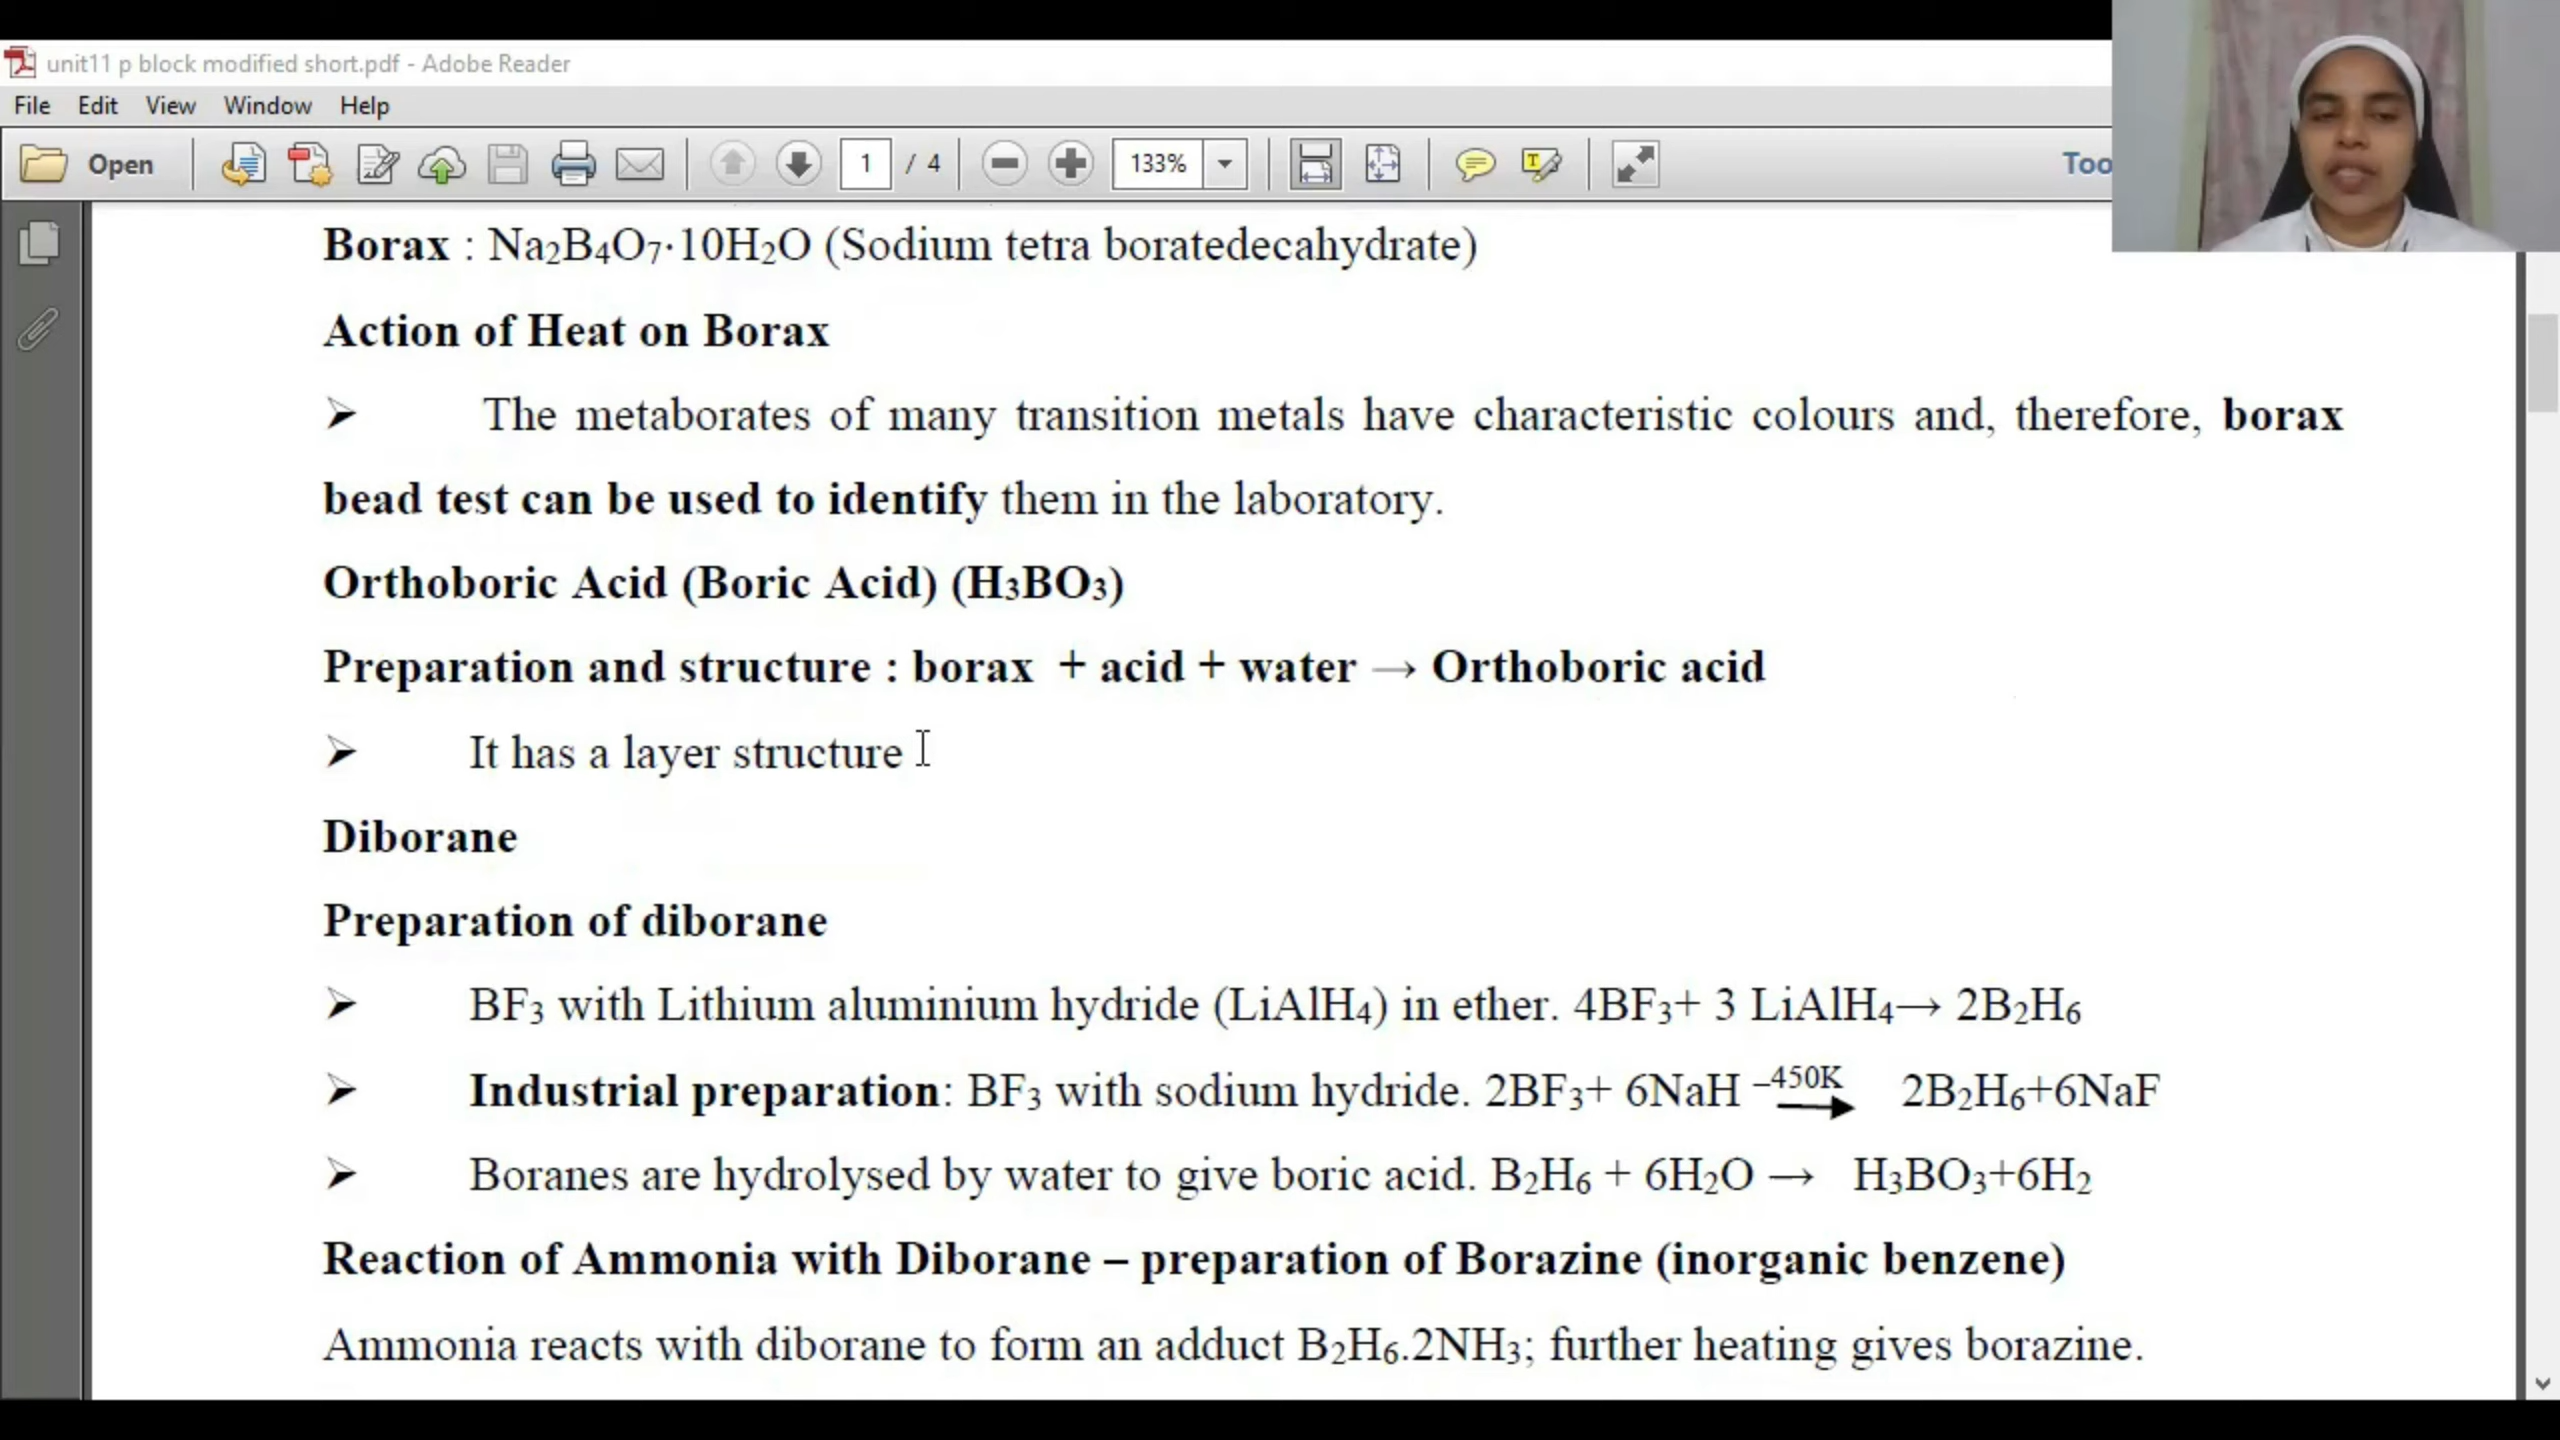 unit11 p block modified short.pdf - Adobe Reader
File Edit View Window Help
Open 1 / 4 133% Too
Borax : Na₂B₄O₇·10H₂O (Sodium tetra boratedecahydrate)
Action of Heat on Borax
➢ The metaborates of many transition metals have characteristic colours and, therefore, borax
bead test can be used to identify them in the laboratory.
Orthoboric Acid (Boric Acid) (H₃BO₃)
Preparation and structure : borax + acid + water → Orthoboric acid
➢ It has a layer structure
Diborane
Preparation of diborane
➢ BF₃ with Lithium aluminium hydride (LiAlH₄) in ether. 4BF₃+ 3 LiAlH₄→ 2B₂H₆
➢ Industrial preparation: BF₃ with sodium hydride. 2BF₃+ 6NaH –450K → 2B₂H₆+6NaF
➢ Boranes are hydrolysed by water to give boric acid. B₂H₆ + 6H₂O → H₃BO₃+6H₂
Reaction of Ammonia with Diborane – preparation of Borazine (inorganic benzene)
Ammonia reacts with diborane to form an adduct B₂H₆.2NH₃; further heating gives borazine.